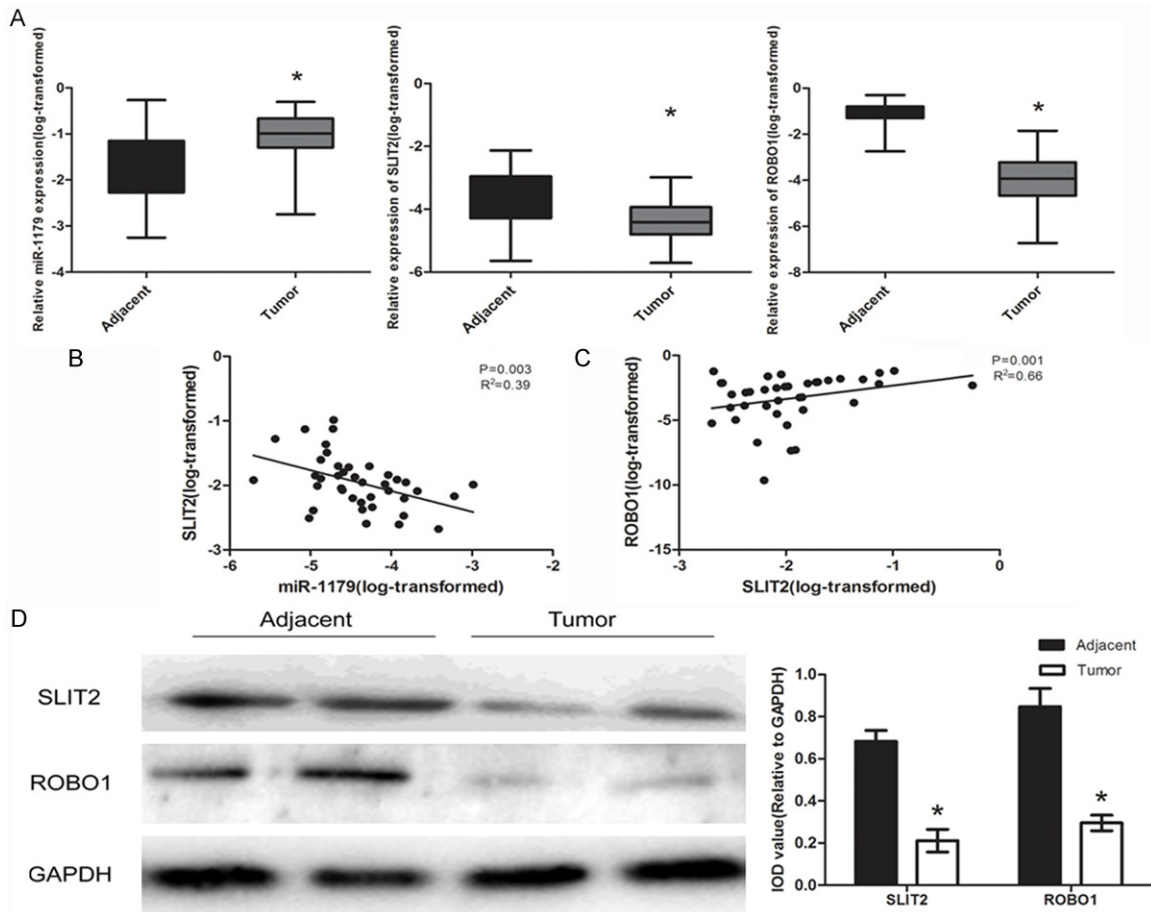 A
Relative miR-1179 expression(log-transformed)
0
-1
-2
-3
-4
*
Adjacent
Tumor
Relative expression of SLIT2(log-transformed)
0
-2
-4
-6
*
Adjacent
Tumor
Relative expression of ROBO1(log-transformed)
0
-2
-4
-6
-8
*
Adjacent
Tumor
B
SLIT2(log-transformed)
0
-1
-2
-3
P=0.003
R²=0.39
-6
-5
-4
-3
-2
miR-1179(log-transformed)
C
ROBO1(log-transformed)
0
-5
-10
-15
P=0.001
R²=0.66
-3
-2
-1
0
SLIT2(log-transformed)
D
Adjacent
Tumor
SLIT2
ROBO1
GAPDH
Adjacent
Tumor
IOD value(Relative to GAPDH)
1.0
0.8
0.6
0.4
0.2
0.0
*
*
SLIT2
ROBO1